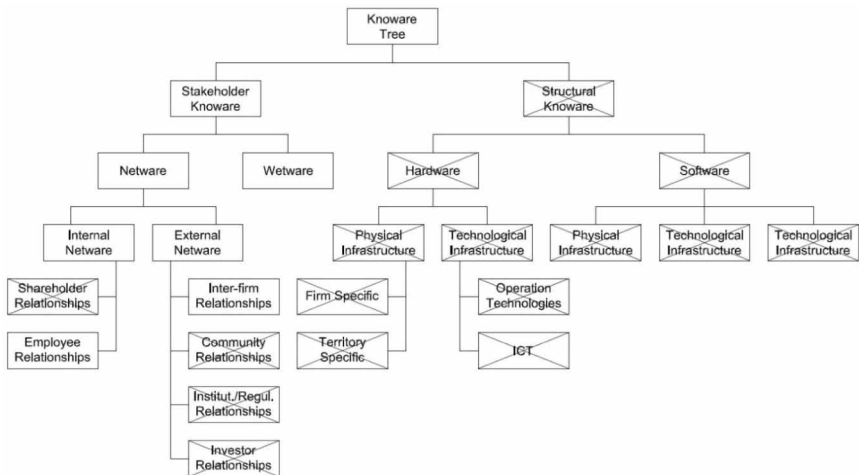 Knoware
Tree
Stakeholder
Knoware
Structural
Knoware
Netware
Wetware
Hardware
Software
Internal
Netware
External
Netware
Physical
Infrastructure
Technological
Infrastructure
Physical
Infrastructure
Technological
Infrastructure
Technological
Infrastructure
Shareholder
Relationships
Inter-firm
Relationships
Firm Specific
Operation
Technologies
Employee
Relationships
Community
Relationships
Territory
Specific
ICT
Institut./Regul.
Relationships
Investor
Relationships